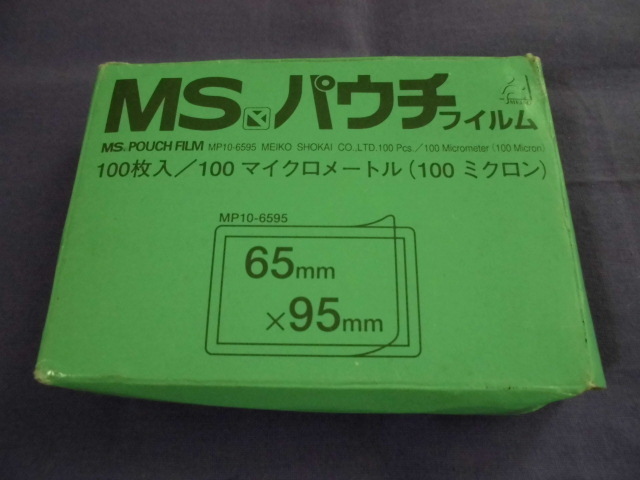 MS パウチフィルム
MS. POUCH FILM MP10-6595 MEIKO SHOKAI CO.,LTD.100 Pcs./100 Micrometer (100 Micron)
100枚入/100 マイクロメートル(100 ミクロン)
MP10-6595
65mm
×95mm